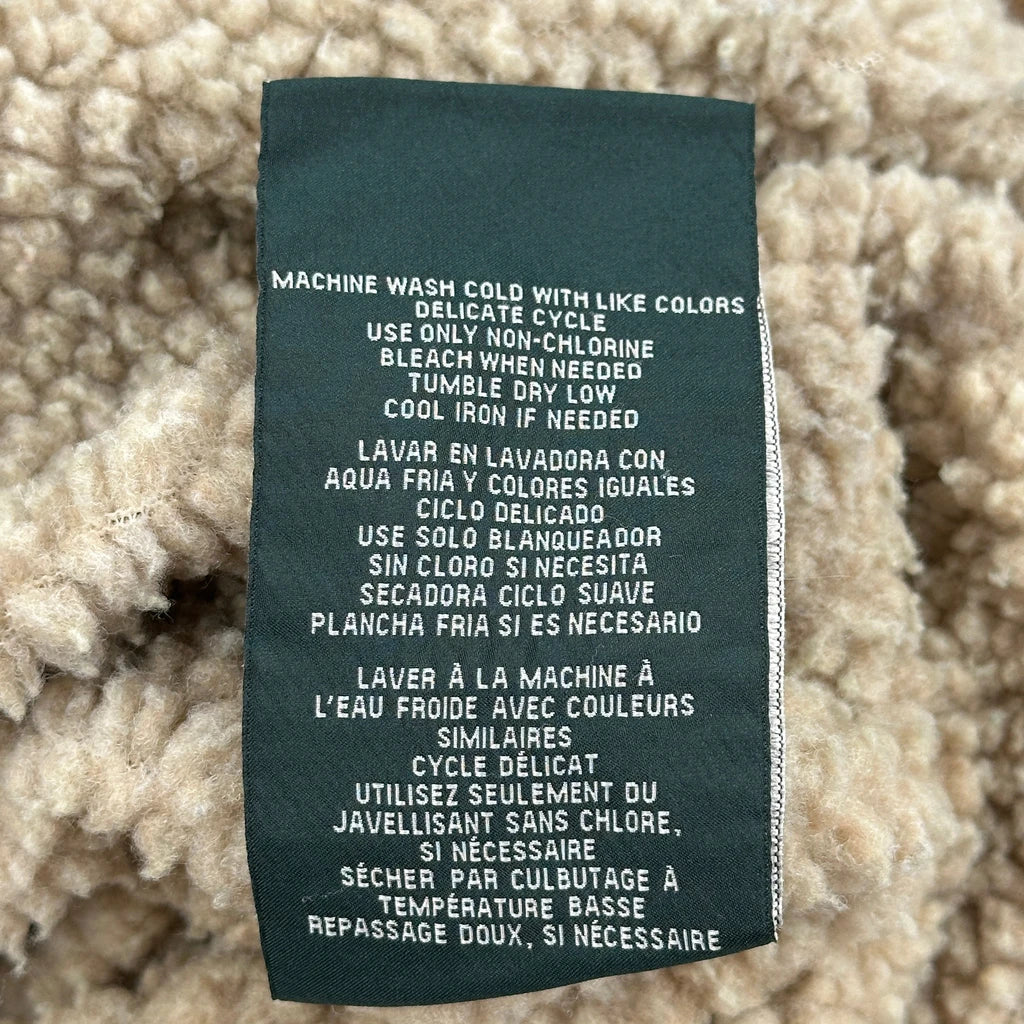 MACHINE WASH COLD WITH LIKE COLORS
DELICATE CYCLE
USE ONLY NON-CHLORINE
BLEACH WHEN NEEDED
TUMBLE DRY LOW
COOL IRON IF NEEDED
LAVAR EN LAVADORA CON
AQUA FRIA Y COLORES IGUALES
CICLO DELICADO
USE SOLO BLANQUEADOR
SIN CLORO SI NECESITA
SECADORA CICLO SUAVE
PLANCHA FRIA SI ES NECESARIO
LAVER À LA MACHINE À
L'EAU FROIDE AVEC COULEURS
SIMILAIRES
CYCLE DÉLICAT
UTILISEZ SEULEMENT DU
JAVELLISANT SANS CHLORE,
SI NÉCESSAIRE
SÉCHER PAR CULBUTAGE À
TEMPÉRATURE BASSE
REPASSAGE DOUX, SI NÉCESSAIRE